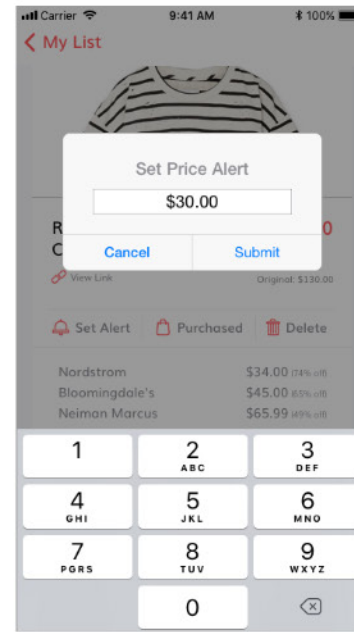 Carrier 9:41 AM 100%
My List
Set Price Alert
$30.00
R 0
C
Cancel Submit
View Link Original: $130.00
Set Alert Purchased Delete
Nordstrom $34.00 (74% off)
Bloomingdale's $45.00 (65% off)
Neiman Marcus $65.99 (49% off)
1 2 3
ABC DEF
4 5 6
GHI JKL MNO
7 8 9
PQRS TUV WXYZ
0